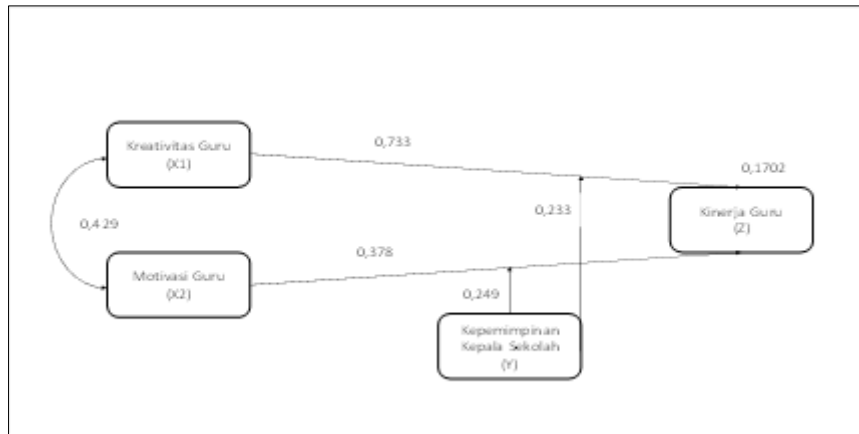 Kreativitas Guru
(X1)
0,733
0,1702
0,233
Kinerja Guru
(Z)
0,429
0,378
Motivasi Guru
(X2)
0,249
Kepemimpinan
Kepala Sekolah
(Y)